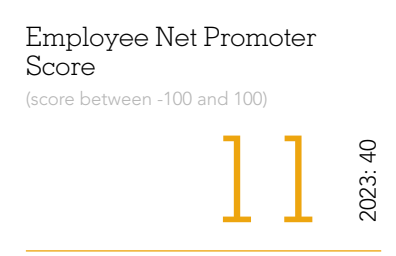 Employee Net Promoter
Score
(score between -100 and 100)
11
2023: 40